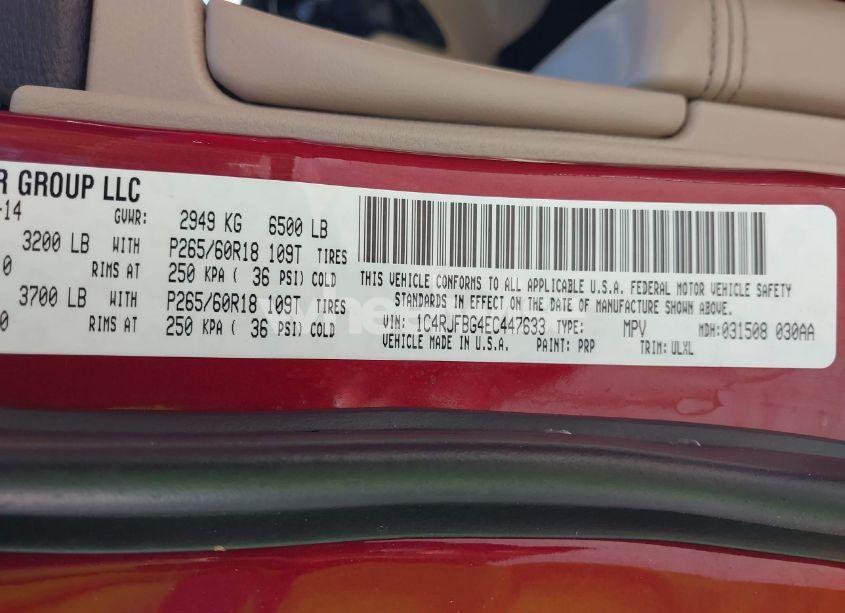 R GROUP LLC
-14 GVWR: 2949 KG 6500 LB
3200 LB WITH P265/60R18 109T TIRES
0 RIMS AT 250 KPA ( 36 PSI) COLD
3700 LB WITH P265/60R18 109T TIRES
0 RIMS AT 250 KPA ( 36 PSI) COLD
THIS VEHICLE CONFORMS TO ALL APPLICABLE U.S.A. FEDERAL MOTOR VEHICLE SAFETY
STANDARDS IN EFFECT ON THE DATE OF MANUFACTURE SHOWN ABOVE.
VIN: 1C4RJFBG4EC447633 TYPE: MPV MDH:031508 030AA
VEHICLE MADE IN U.S.A. PAINT: PRP TRIM: ULXL